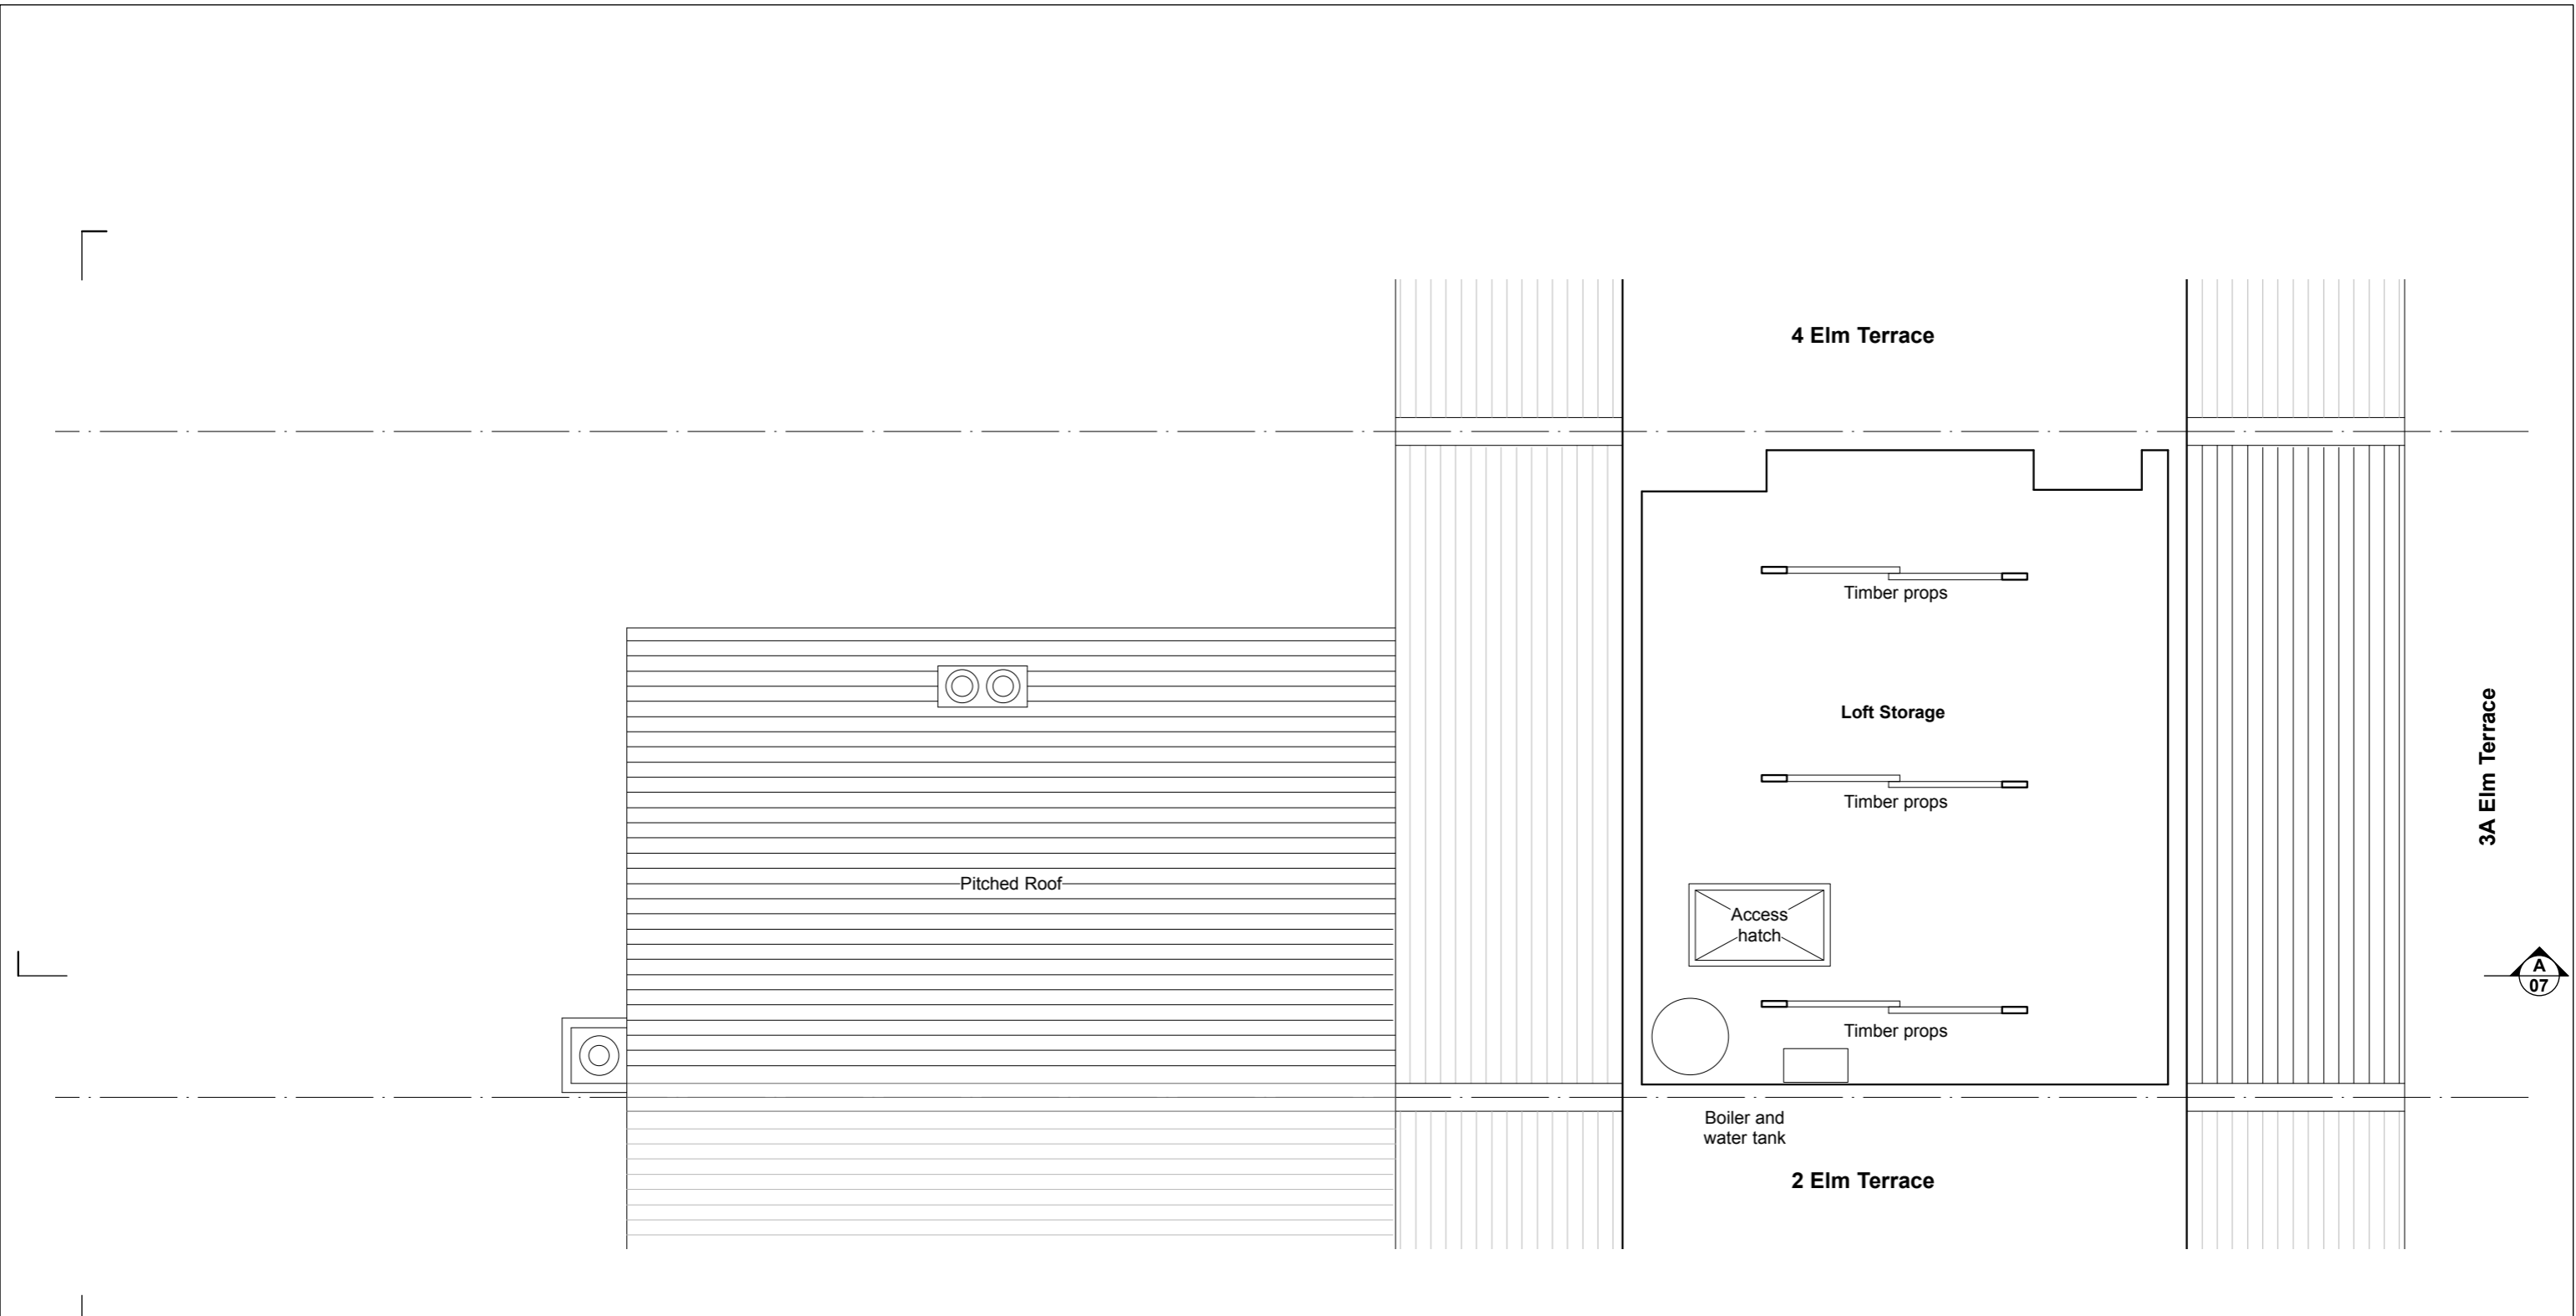 4 Elm Terrace
Timber props
Loft Storage
3A Elm Terrace
Timber props
Pitched Roof
Access
hatch
A
07
Timber props
Boiler and
water tank
2 Elm Terrace